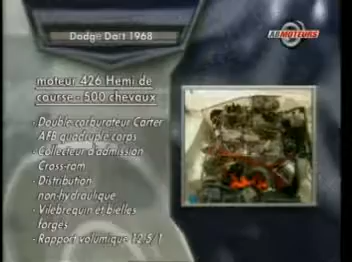 Dodge Dart 1968
AB MOTEURS
moteur 426 Hemi de
course - 500 chevaux
- Double carburateur Carter
AFB quadruple corps
- Collecteur d'admission
Cross-ram
- Distribution
non-hydraulique
- Vilebrequin et bielles
forgés
- Rapport volumique 12.5/1